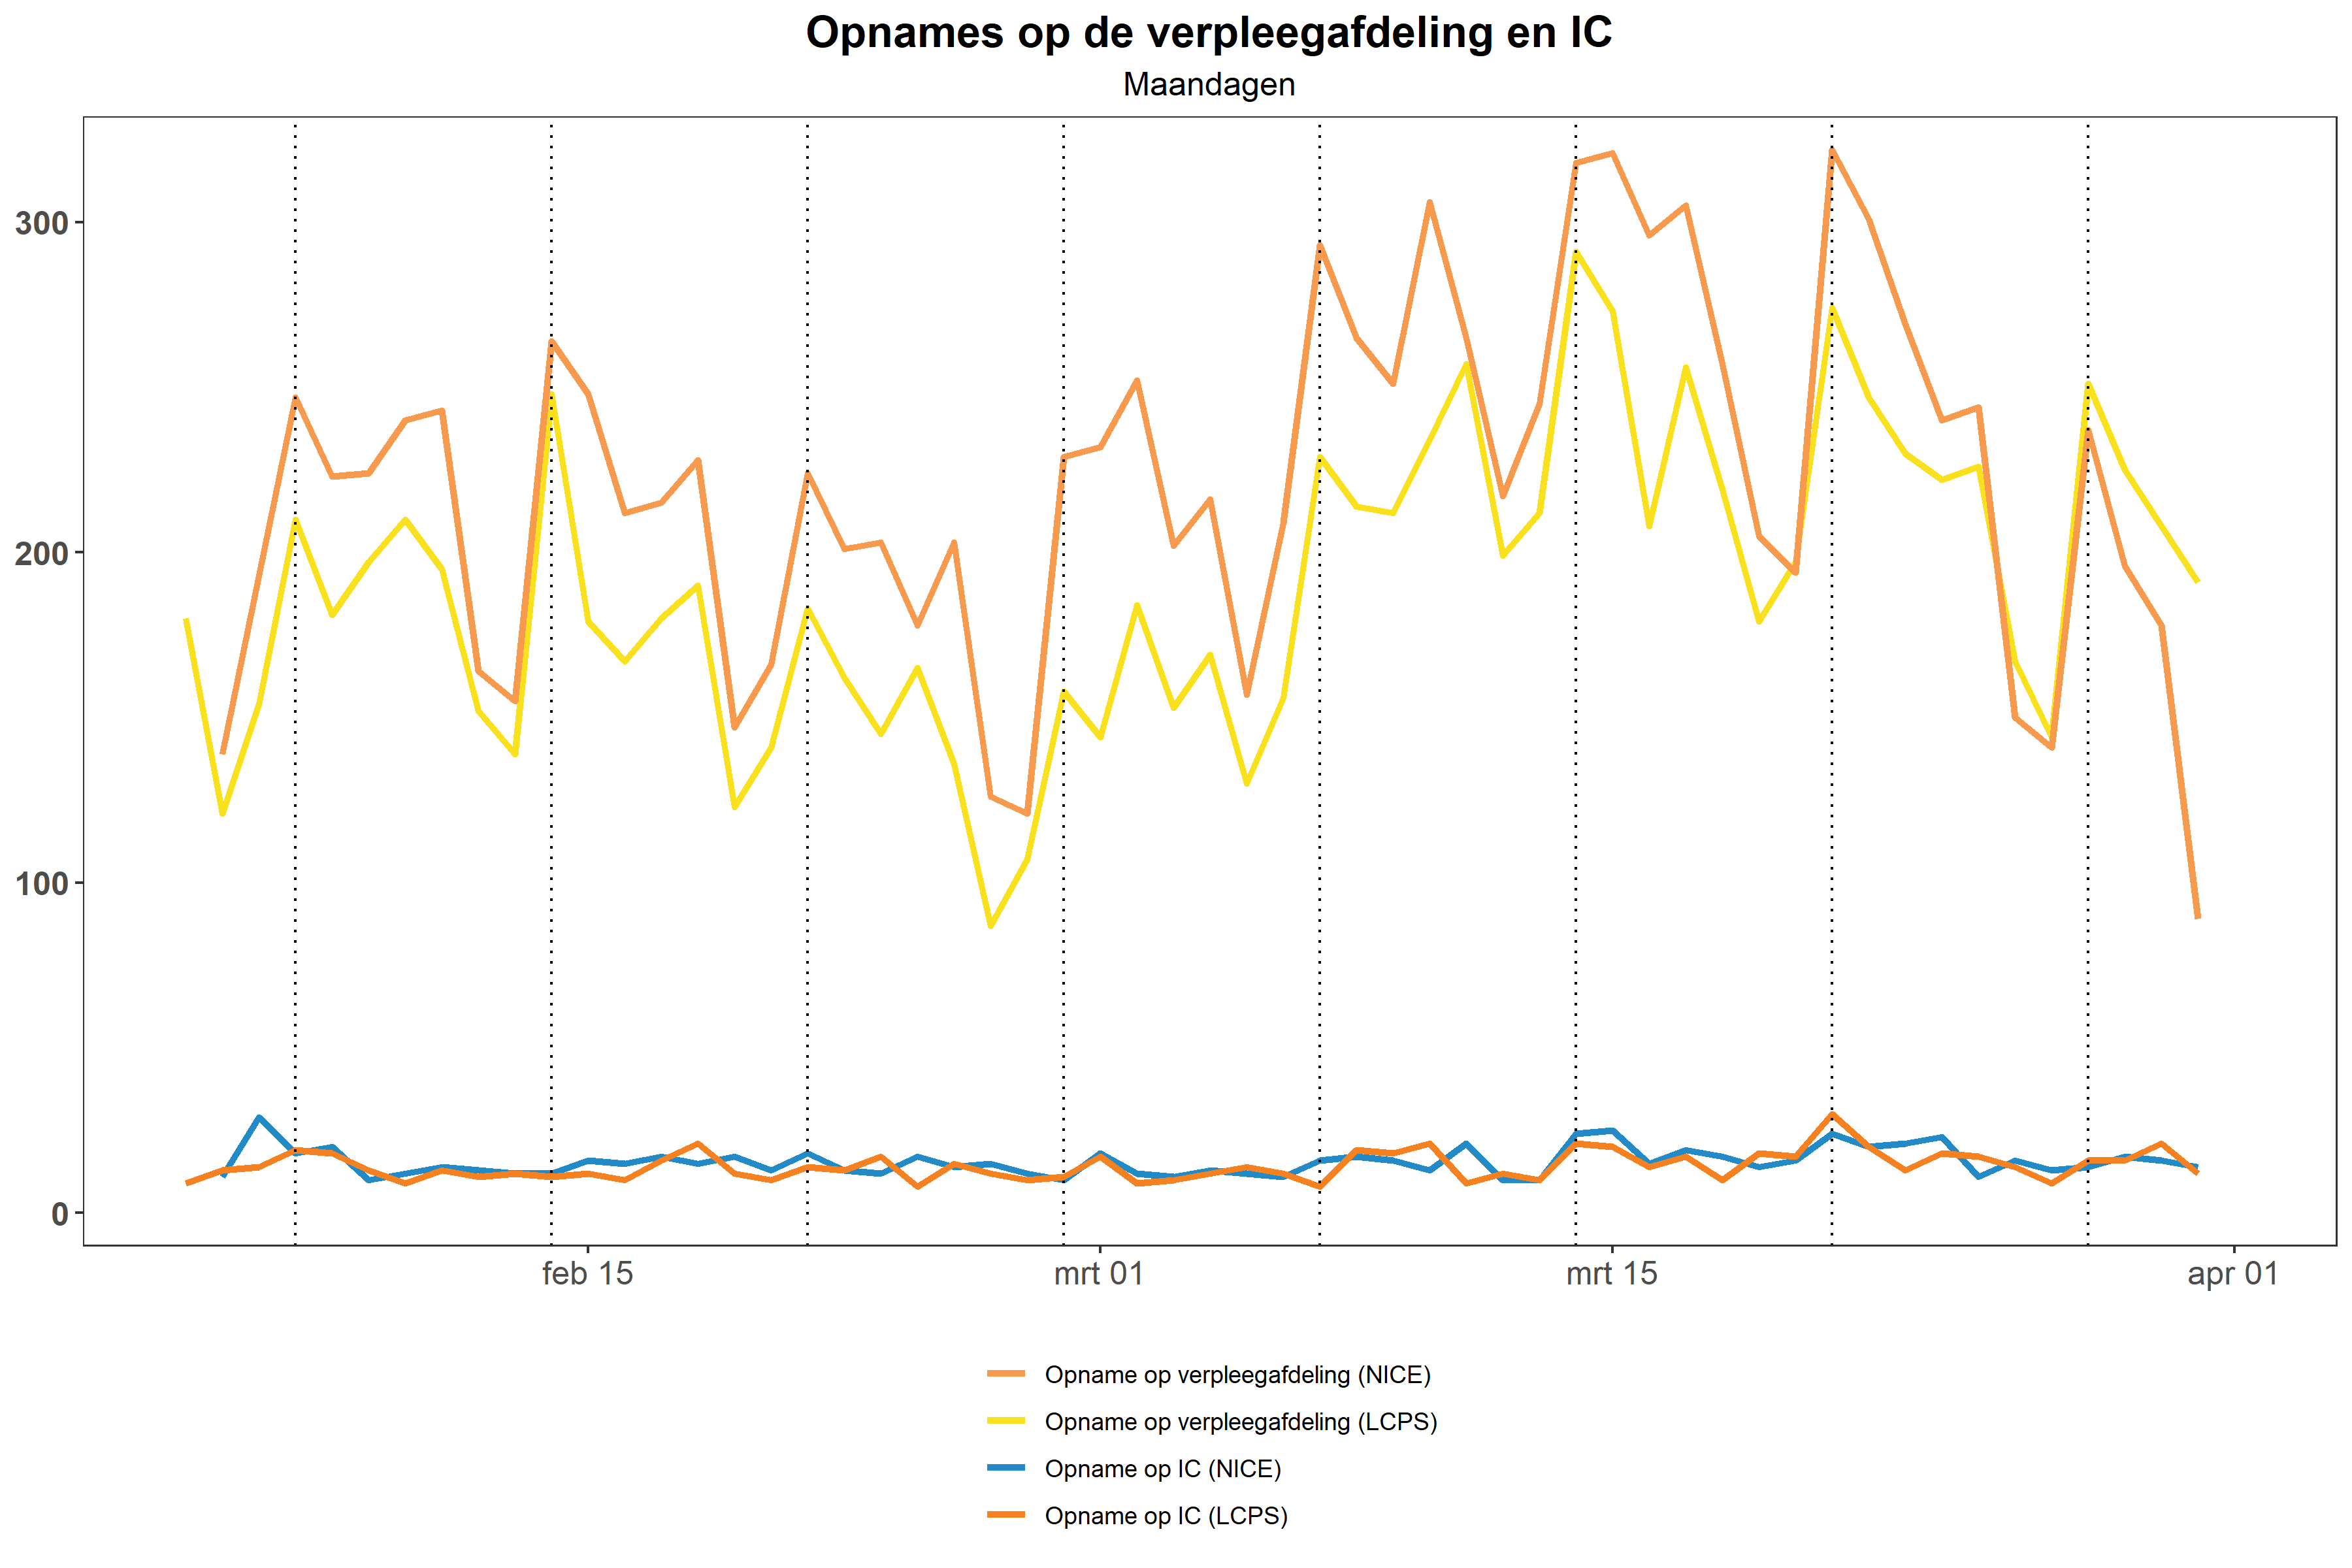 Opnames op de verpleegafdeling en IC
Maandagen
300
200
100
0
feb 15
mrt 01
mrt 15
apr 01
Opname op verpleegafdeling (NICE)
Opname op verpleegafdeling (LCPS)
Opname op IC (NICE)
Opname op IC (LCPS)